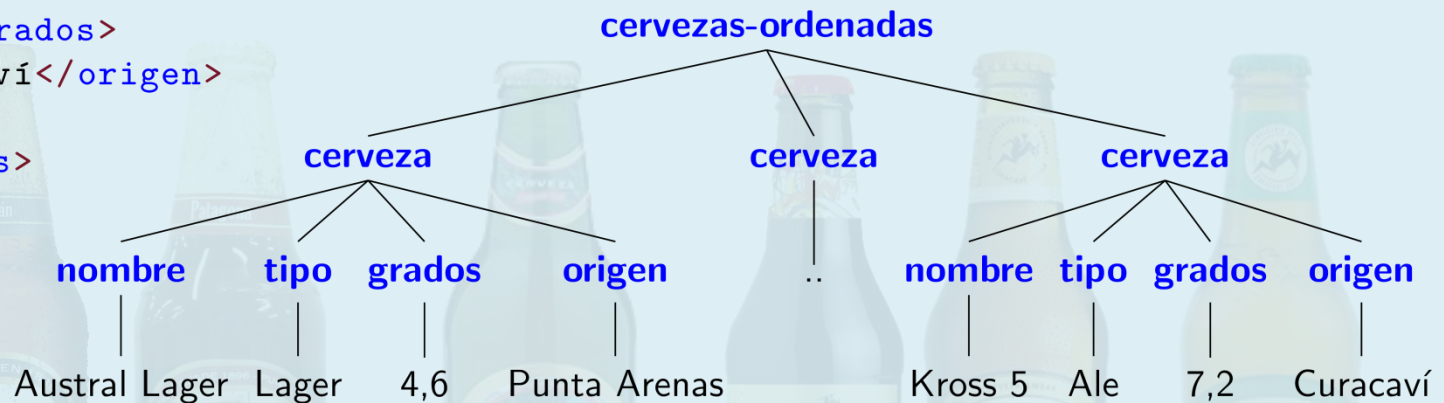 rados>
ví</origen>
s>
cervezas-ordenadas
cerveza cerveza cerveza
nombre tipo grados origen .. nombre tipo grados origen
Austral Lager Lager 4,6 Punta Arenas Kross 5 Ale 7,2 Curacaví